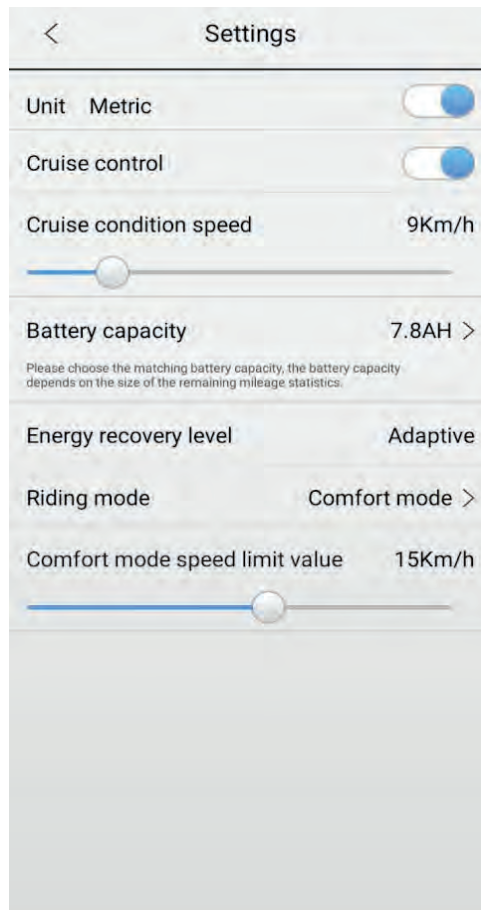 Settings
Unit Metric
Cruise control
Cruise condition speed 9Km/h
Battery capacity 7.8AH >
Please choose the matching battery capacity, the battery capacity
depends on the size of the remaining mileage statistics.
Energy recovery level Adaptive
Riding mode Comfort mode >
Comfort mode speed limit value 15Km/h